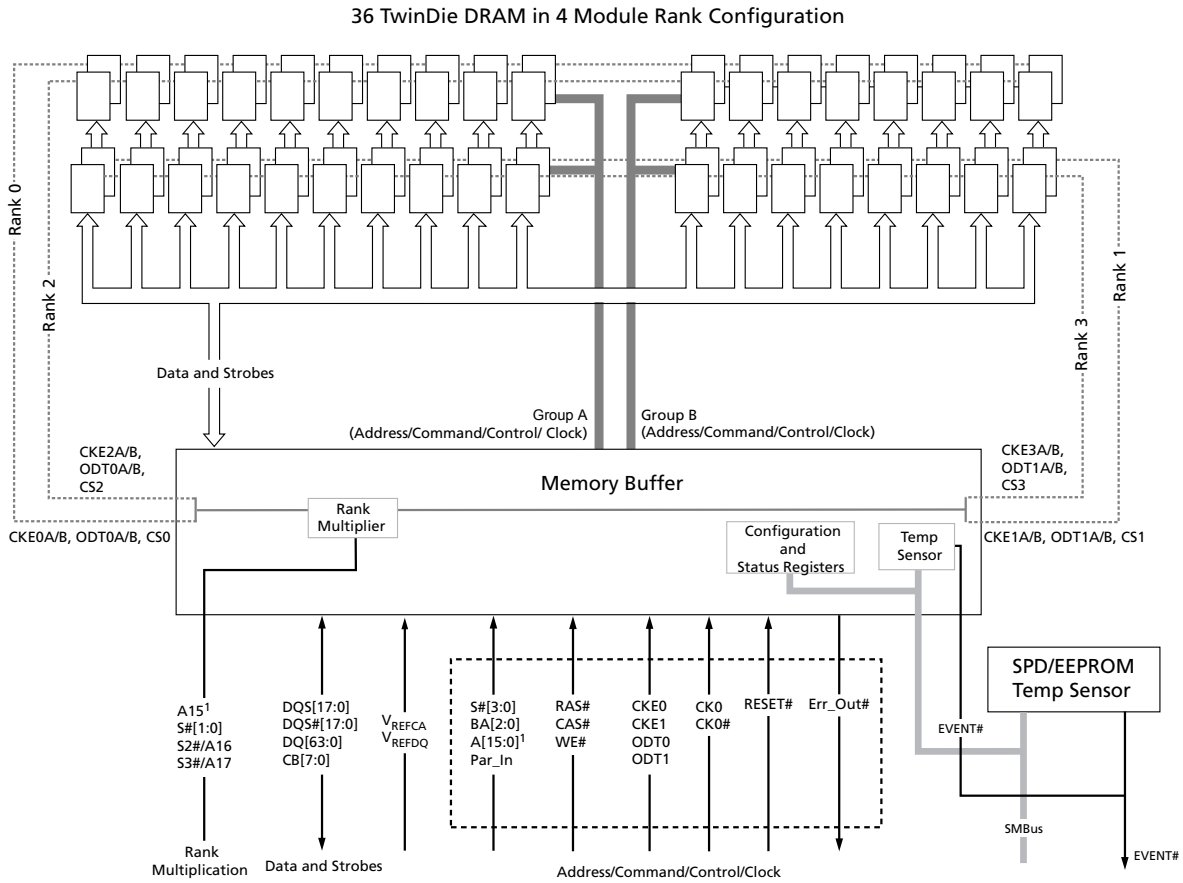 36 TwinDie DRAM in 4 Module Rank Configuration
Rank 0
Rank 2
Rank 1
Rank 3
Data and Strobes
Group A
(Address/Command/Control/ Clock)
Group B
(Address/Command/Control/Clock)
CKE2A/B,
ODT0A/B,
CS2
CKE3A/B,
ODT1A/B,
CS3
Memory Buffer
Rank
Multiplier
CKE0A/B, ODT0A/B, CS0
Configuration
and
Status Registers
Temp
Sensor
CKE1A/B, ODT1A/B, CS1
SPD/EEPROM
Temp Sensor
A15¹
S#[1:0]
S2#/A16
S3#/A17
DQS[17:0]
DQS#[17:0]
DQ[63:0]
CB[7:0]
VREFCA
VREFDQ
S#[3:0]
BA[2:0]
A[15:0]¹
Par_In
RAS#
CAS#
WE#
CKE0
CKE1
ODT0
ODT1
CK0
CK0#
RESET#
Err_Out#
EVENT#
SMBus
Rank
Multiplication
Data and Strobes
Address/Command/Control/Clock
EVENT#